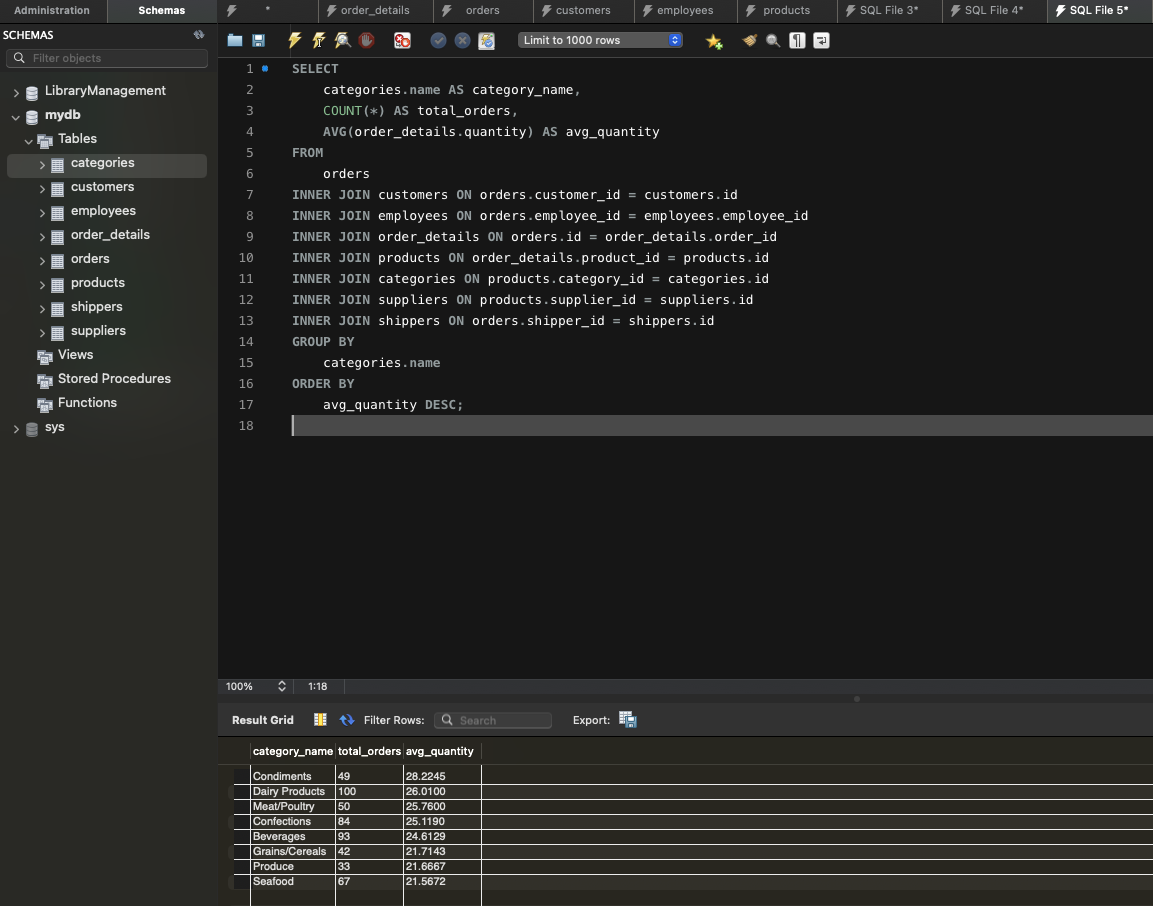 Administration Schemas * order_details orders customers employees products SQL File 3* SQL File 4* SQL File 5*
SCHEMAS
Filter objects
LibraryManagement
mydb
Tables
categories
customers
employees
order_details
orders
products
shippers
suppliers
Views
Stored Procedures
Functions
sys
Limit to 1000 rows
1 SELECT
2 categories.name AS category_name,
3 COUNT(*) AS total_orders,
4 AVG(order_details.quantity) AS avg_quantity
5 FROM
6 orders
7 INNER JOIN customers ON orders.customer_id = customers.id
8 INNER JOIN employees ON orders.employee_id = employees.employee_id
9 INNER JOIN order_details ON orders.id = order_details.order_id
10 INNER JOIN products ON order_details.product_id = products.id
11 INNER JOIN categories ON products.category_id = categories.id
12 INNER JOIN suppliers ON products.supplier_id = suppliers.id
13 INNER JOIN shippers ON orders.shipper_id = shippers.id
14 GROUP BY
15 categories.name
16 ORDER BY
17 avg_quantity DESC;
18
100% 1:18
Result Grid Filter Rows: Search Export:
category_name total_orders avg_quantity
Condiments 49 28.2245
Dairy Products 100 26.0100
Meat/Poultry 50 25.7600
Confections 84 25.1190
Beverages 93 24.6129
Grains/Cereals 42 21.7143
Produce 33 21.6667
Seafood 67 21.5672